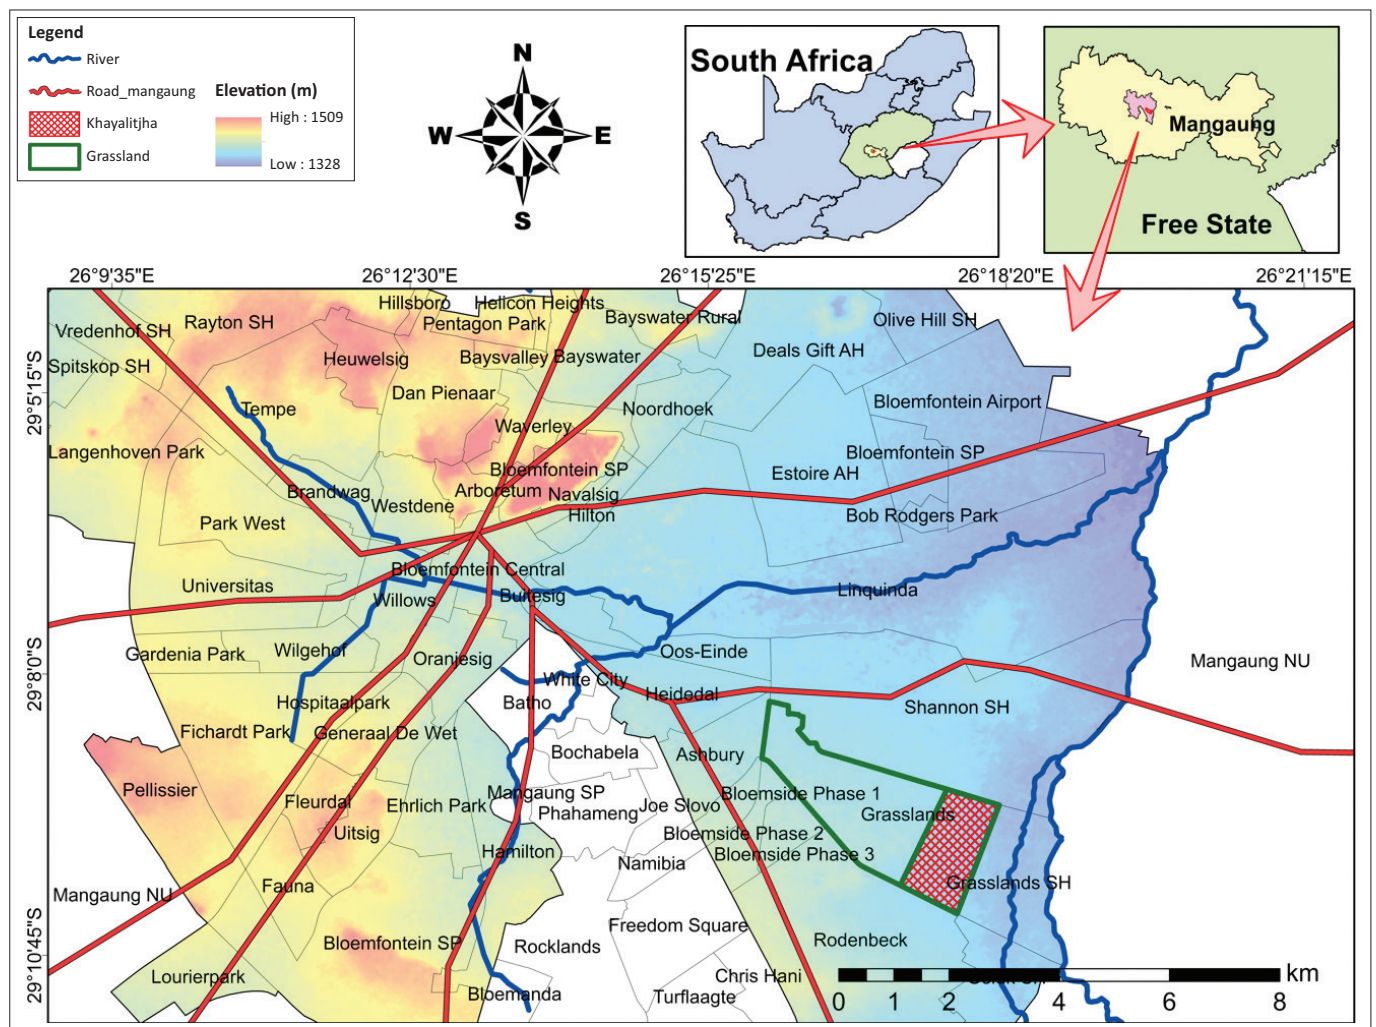 Legend
River
Road_mangaung
Khayalitjha
Grassland
Elevation (m)
High : 1509
Low : 1328
N
W
E
S
South Africa
Mangaung
Free State
26°9'35"E
26°12'30"E
26°15'25"E
26°18'20"E
26°21'15"E
29°5'15"S
29°8'0"S
29°10'45"S
Hillsboro
Helicon Heights
Vredenhof SH
Rayton SH
Pentagon Park
Bayswater Rural
Olive Hill SH
Spitskop SH
Heuwelsig
Baysvalley
Bayswater
Deals Gift AH
Dan Pienaar
Tempe
Noordhoek
Bloemfontein Airport
Waverley
Langenhoven Park
Bloemfontein SP
Bloemfontein SP
Estoire AH
Brandwag
Westdene
Arboretum
Navalsig
Hilton
Park West
Bob Rodgers Park
Bloemfontein Central
Universitas
Willows
Buitesig
Linquinda
Gardenia Park
Wilgehof
Oranjesig
Oos-Einde
Mangaung NU
White City
Hospitaalpark
Batho
Heidedal
Shannon SH
Fichardt Park
Generaal De Wet
Bochabela
Ashbury
Pellissier
Fleurdal
Ehrlich Park
Mangaung SP
Phahameng
Joe Slovo
Bloemside Phase 1
Grasslands
Uitsig
Bloemside Phase 2
Hamilton
Namibia
Bloemside Phase 3
Mangaung NU
Fauna
Grasslands SH
Freedom Square
Bloemfontein SP
Rocklands
Rodenbeck
Lourierpark
Chris Hani
Bloemanda
Turflaagte
km
0 1 2 4 6 8